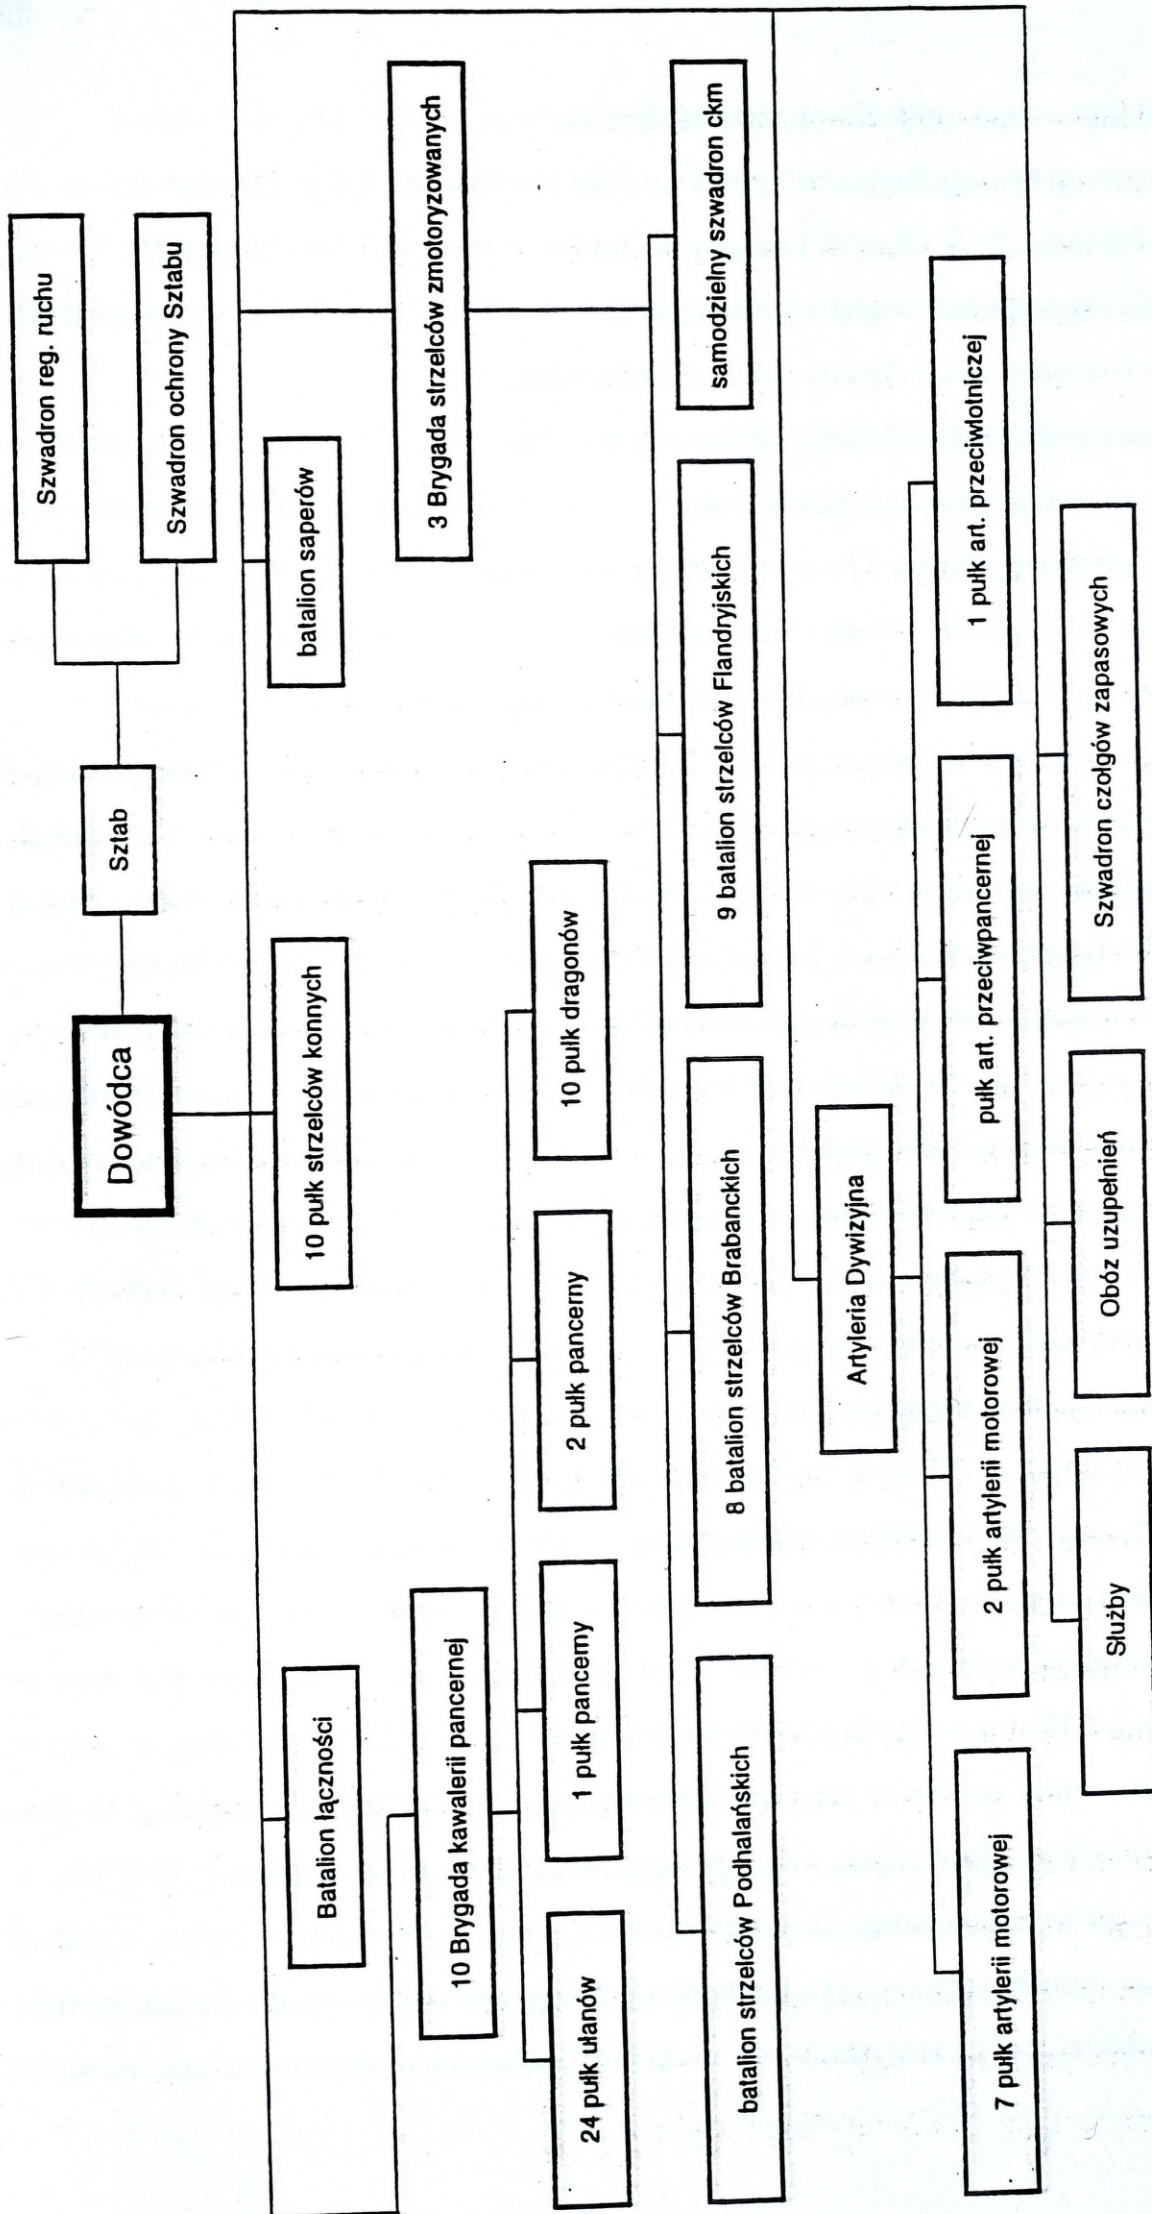 Dowódca
Sztab
Szwadron reg. ruchu
Szwadron ochrony Sztabu
Batalion łączności
10 pułk strzelców konnych
batalion saperów
10 Brygada kawalerii pancernej
3 Brygada strzelców zmotoryzowanych
24 pułk ułanów
1 pułk pancerny
2 pułk pancerny
10 pułk dragonów
batalion strzelców Podhalańskich
8 batalion strzelców Brabanckich
9 batalion strzelców Flandryjskich
samodzielny szwadron ckm
Artyleria Dywizyjna
7 pułk artylerii motorowej
2 pułk artylerii motorowej
pułk art. przeciwpancernej
1 pułk art. przeciwlotniczej
Służby
Obóz uzupełnień
Szwadron czołgów zapasowych